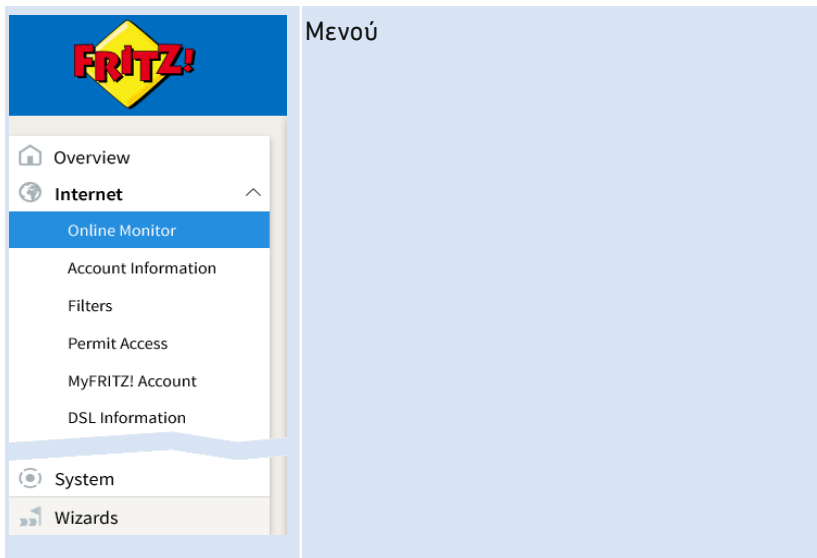 FRITZ!
Μενού
Overview
Internet
Online Monitor
Account Information
Filters
Permit Access
MyFRITZ! Account
DSL Information
System
Wizards